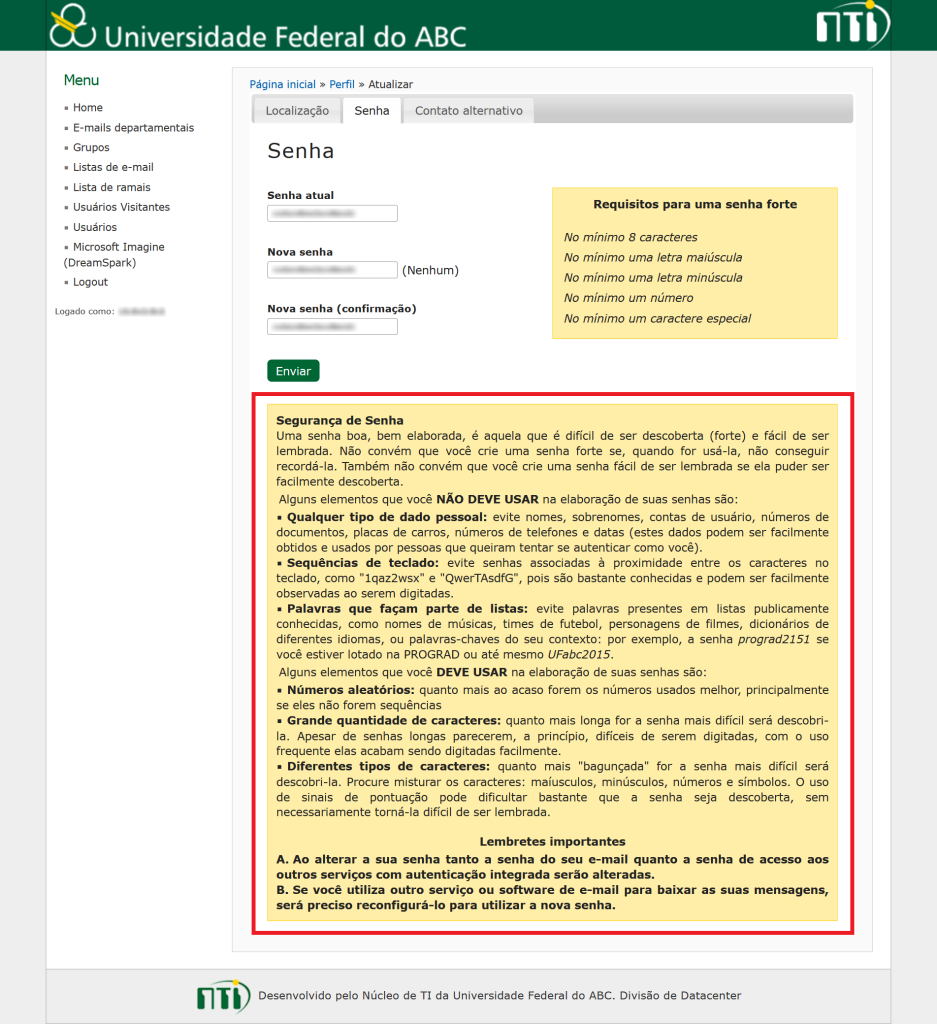 Universidade Federal do ABC
NTI
Menu
Home
E-mails departamentais
Grupos
Listas de e-mail
Lista de ramais
Usuários Visitantes
Usuários
Microsoft Imagine
(DreamSpark)
Logout
Logado como:
Página inicial » Perfil » Atualizar
Localização
Senha
Contato alternativo
Senha
Senha atual
Nova senha
(Nenhum)
Nova senha (confirmação)
Enviar
Requisitos para uma senha forte
No mínimo 8 caracteres
No mínimo uma letra maiúscula
No mínimo uma letra minúscula
No mínimo um número
No mínimo um caractere especial
Segurança de Senha
Uma senha boa, bem elaborada, é aquela que é difícil de ser descoberta (forte) e fácil de ser
lembrada. Não convém que você crie uma senha forte se, quando for usá-la, não conseguir
recordá-la. Também não convém que você crie uma senha fácil de ser lembrada se ela puder ser
facilmente descoberta.
Alguns elementos que você NÃO DEVE USAR na elaboração de suas senhas são:
▪ Qualquer tipo de dado pessoal: evite nomes, sobrenomes, contas de usuário, números de
documentos, placas de carros, números de telefones e datas (estes dados podem ser facilmente
obtidos e usados por pessoas que queiram tentar se autenticar como você).
▪ Sequências de teclado: evite senhas associadas à proximidade entre os caracteres no
teclado, como "1qaz2wsx" e "QwerTAsdfG", pois são bastante conhecidas e podem ser facilmente
observadas ao serem digitadas.
▪ Palavras que façam parte de listas: evite palavras presentes em listas publicamente
conhecidas, como nomes de músicas, times de futebol, personagens de filmes, dicionários de
diferentes idiomas, ou palavras-chaves do seu contexto: por exemplo, a senha prograd2151 se
você estiver lotado na PROGRAD ou até mesmo UFabc2015.
Alguns elementos que você DEVE USAR na elaboração de suas senhas são:
▪ Números aleatórios: quanto mais ao acaso forem os números usados melhor, principalmente
se eles não forem sequências
▪ Grande quantidade de caracteres: quanto mais longa for a senha mais difícil será descobri-
la. Apesar de senhas longas parecerem, a princípio, difíceis de serem digitadas, com o uso
frequente elas acabam sendo digitadas facilmente.
▪ Diferentes tipos de caracteres: quanto mais "bagunçada" for a senha mais difícil será
descobri-la. Procure misturar os caracteres: maíusculos, minúsculos, números e símbolos. O uso
de sinais de pontuação pode dificultar bastante que a senha seja descoberta, sem
necessariamente torná-la difícil de ser lembrada.
Lembretes importantes
A. Ao alterar a sua senha tanto a senha do seu e-mail quanto a senha de acesso aos
outros serviços com autenticação integrada serão alteradas.
B. Se você utiliza outro serviço ou software de e-mail para baixar as suas mensagens,
será preciso reconfigurá-lo para utilizar a nova senha.
NTI
Desenvolvido pelo Núcleo de TI da Universidade Federal do ABC. Divisão de Datacenter